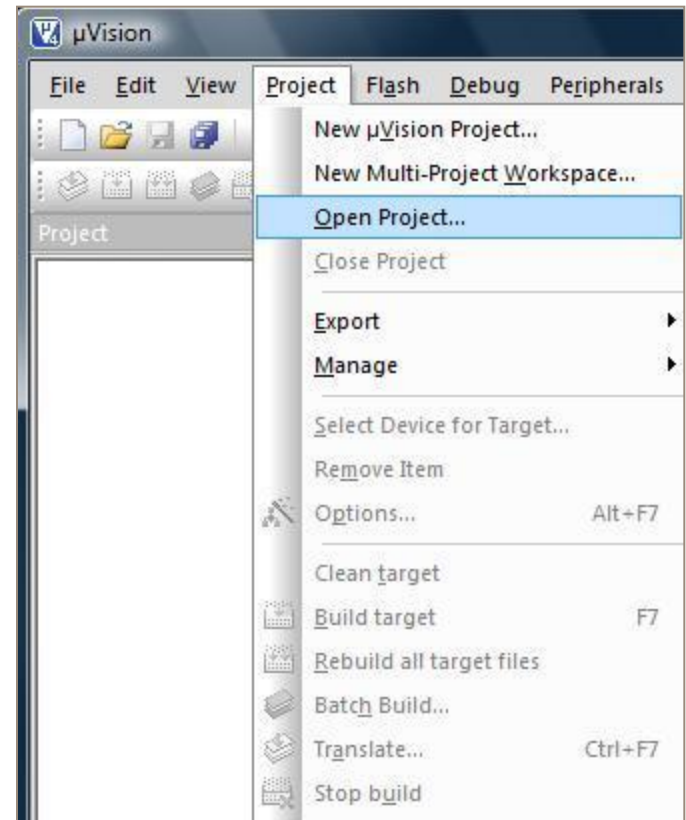 µVision
File Edit View Project Flash Debug Peripherals
New µVision Project...
New Multi-Project Workspace...
Open Project...
Project
Close Project
Export
Manage
Select Device for Target...
Remove Item
Options... Alt+F7
Clean target
Build target F7
Rebuild all target files
Batch Build...
Translate... Ctrl+F7
Stop build